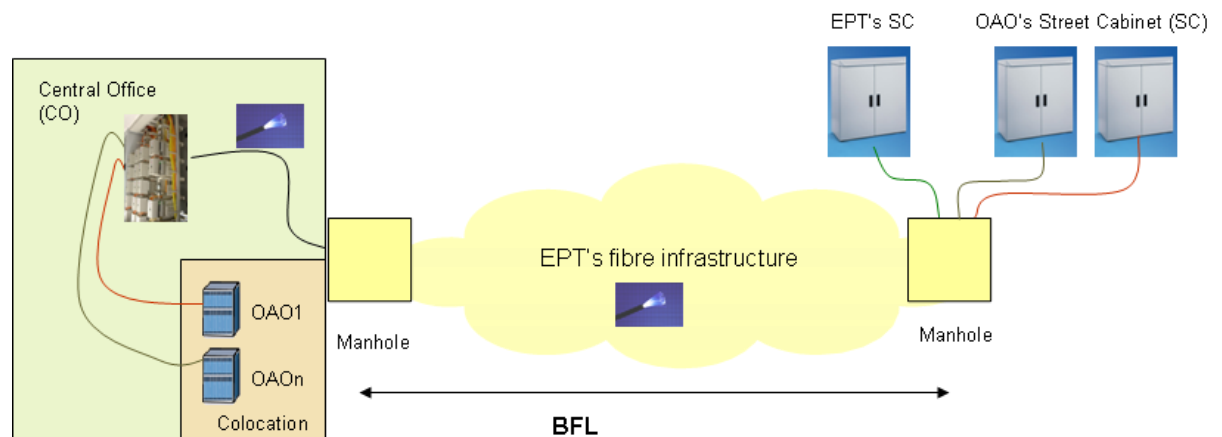 EPT's SC
OAO's Street Cabinet (SC)
Central Office
(CO)
EPT's fibre infrastructure
OAO1
Manhole
Manhole
OAOn
Colocation
BFL